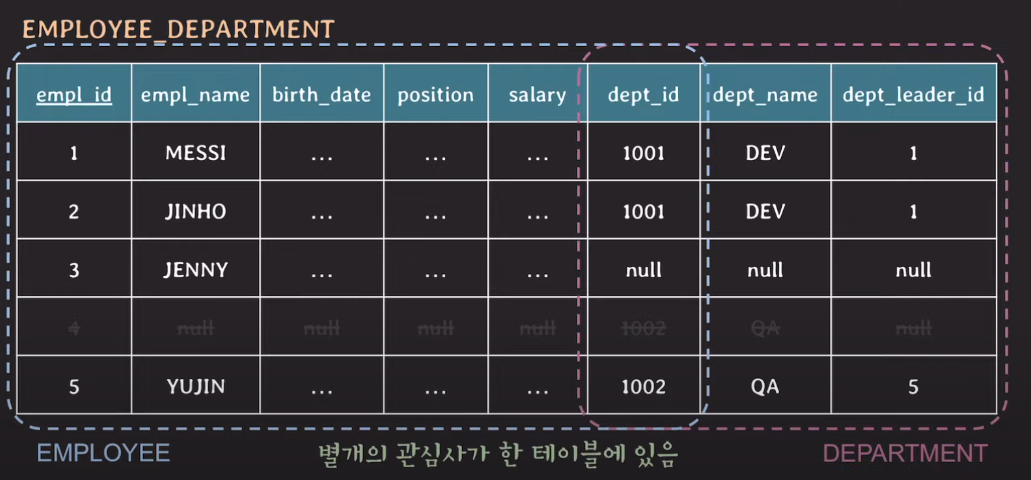 EMPLOYEE_DEPARTMENT
empl_id empl_name birth_date position salary dept_id dept_name dept_leader_id
1 MESSI ... ... ... 1001 DEV 1
2 JINHO ... ... ... 1001 DEV 1
3 JENNY ... ... ... null null null
4 null null null null 1002 QA null
5 YUJIN ... ... ... 1002 QA 5
EMPLOYEE 별개의 관심사가 한 테이블에 있음 DEPARTMENT